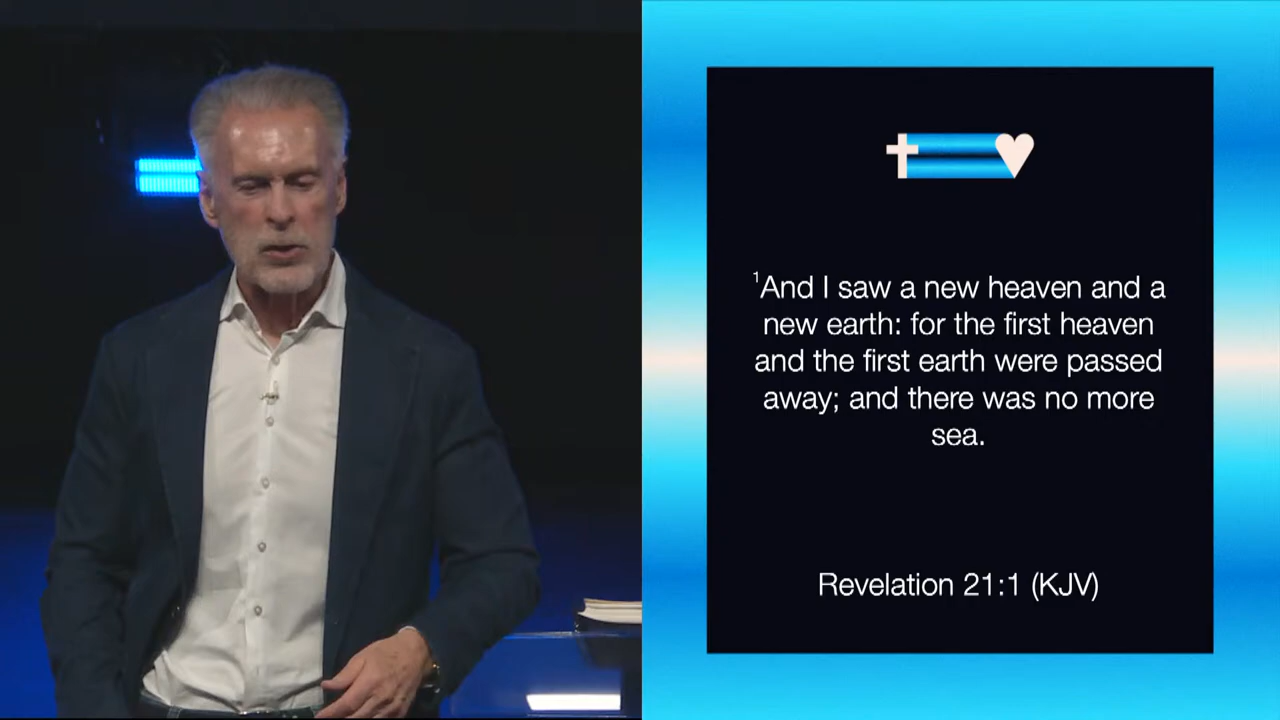 ¹And I saw a new heaven and a
new earth: for the first heaven
and the first earth were passed
away; and there was no more
sea.
Revelation 21:1 (KJV)